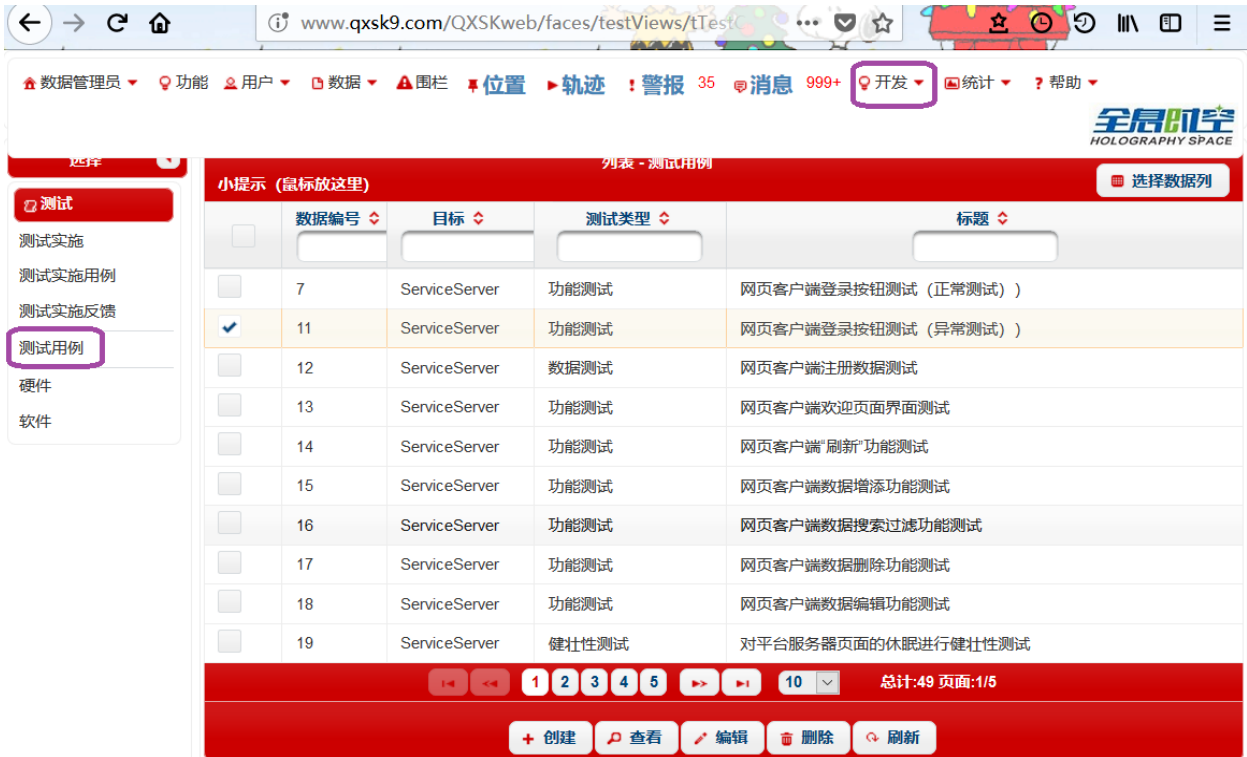 www.qxsk9.com/QXSKweb/faces/testViews/tTestC
数据管理员 功能 用户 数据 围栏 位置 轨迹 警报 35 消息 999+ 开发 统计 ? 帮助
全息时空
HOLOGRAPHY SPACE
选择
列表 - 测试用例
小提示 (鼠标放这里)
选择数据列
测试
测试实施
测试实施用例
测试实施反馈
测试用例
硬件
软件
数据编号 目标 测试类型 标题
7 ServiceServer 功能测试 网页客户端登录按钮测试（正常测试））
11 ServiceServer 功能测试 网页客户端登录按钮测试（异常测试））
12 ServiceServer 数据测试 网页客户端注册数据测试
13 ServiceServer 功能测试 网页客户端欢迎页面界面测试
14 ServiceServer 功能测试 网页客户端“刷新”功能测试
15 ServiceServer 功能测试 网页客户端数据增添功能测试
16 ServiceServer 功能测试 网页客户端数据搜索过滤功能测试
17 ServiceServer 功能测试 网页客户端数据删除功能测试
18 ServiceServer 功能测试 网页客户端数据编辑功能测试
19 ServiceServer 健壮性测试 对平台服务器页面的休眠进行健壮性测试
1 2 3 4 5 10 总计:49 页面:1/5
创建 查看 编辑 删除 刷新